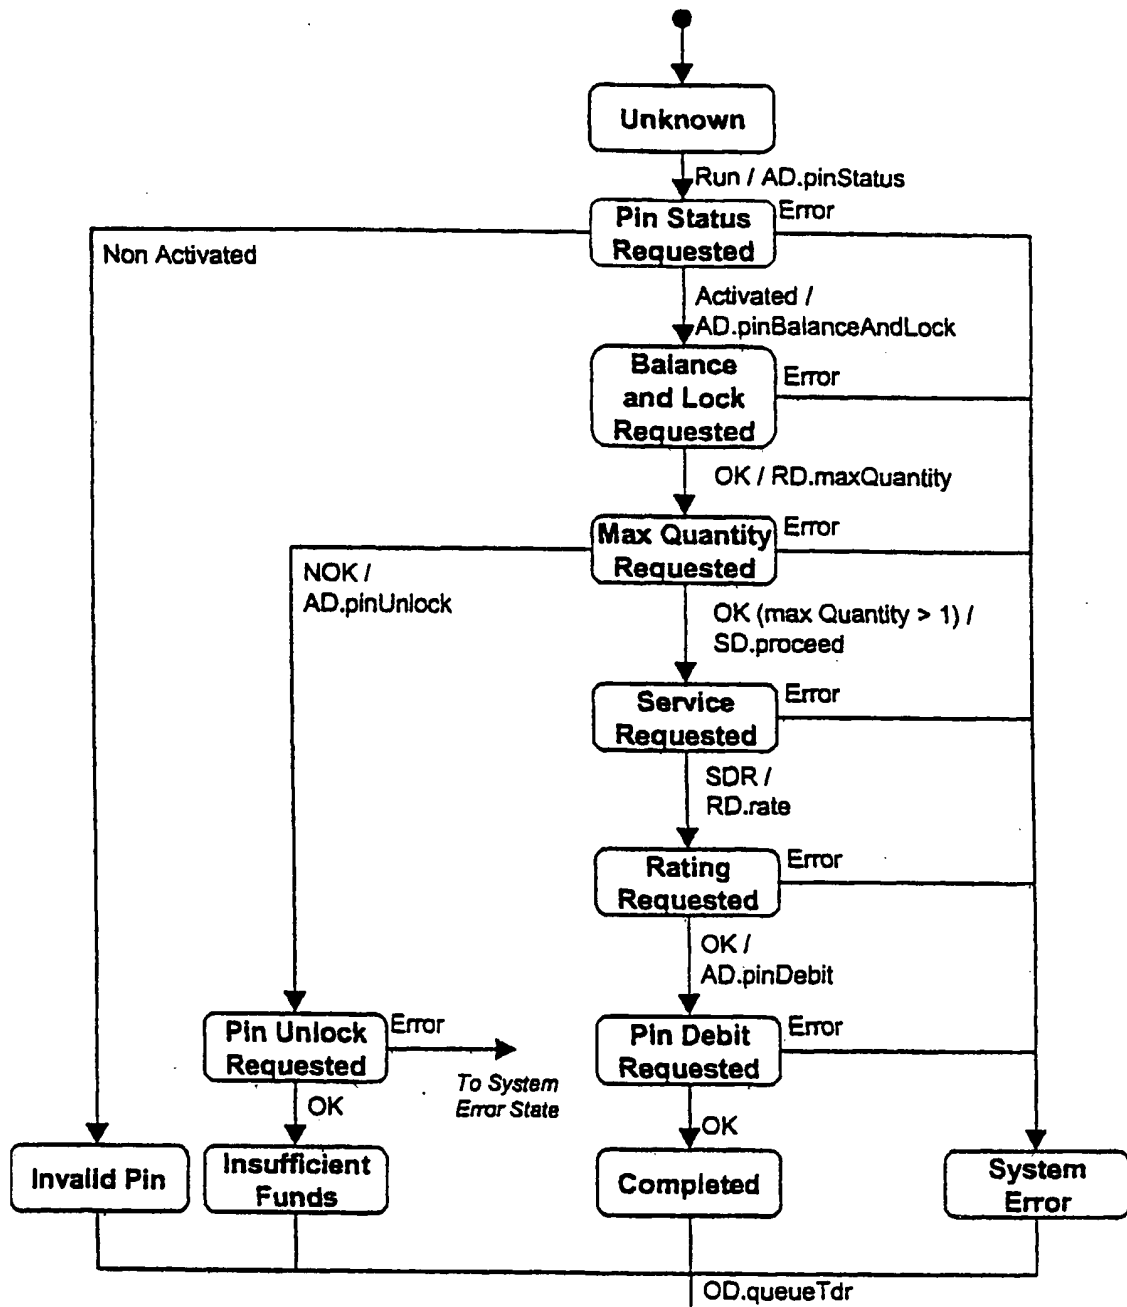 Unknown
Run / AD.pinStatus
Pin Status
Requested
Error
Non Activated
Activated /
AD.pinBalanceAndLock
Balance
and Lock
Requested
Error
OK / RD.maxQuantity
Max Quantity
Requested
Error
NOK /
AD.pinUnlock
OK (max Quantity > 1) /
SD.proceed
Service
Requested
Error
SDR /
RD.rate
Rating
Requested
Error
OK /
AD.pinDebit
Pin Unlock
Requested
Error
To System
Error State
Pin Debit
Requested
Error
OK
OK
Invalid Pin
Insufficient
Funds
Completed
System
Error
OD.queueTdr